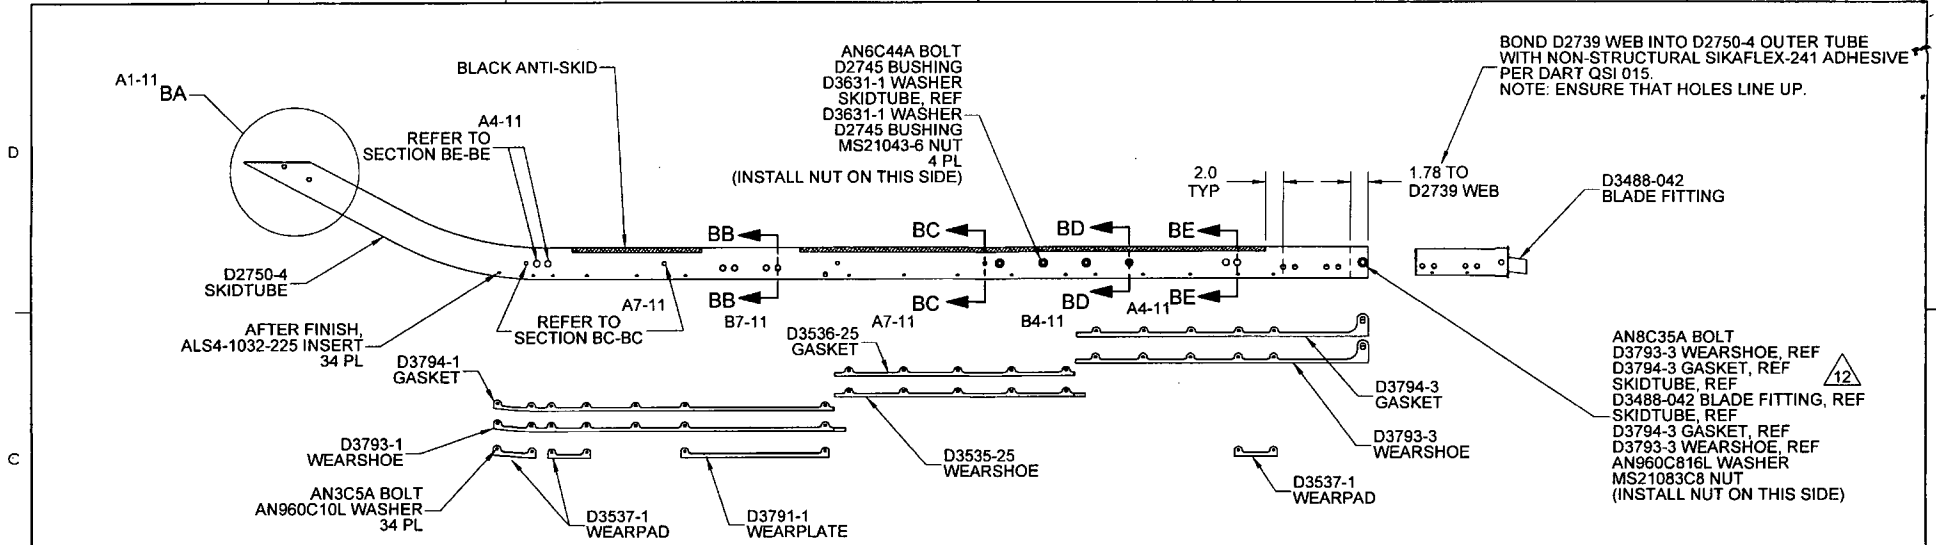 A1-11
BA
BLACK ANTI-SKID
A4-11
REFER TO
SECTION BE-BE
AN6C44A BOLT
D2745 BUSHING
D3631-1 WASHER
SKIDTUBE, REF
D3631-1 WASHER
D2745 BUSHING
MS21043-6 NUT
4 PL
(INSTALL NUT ON THIS SIDE)
BOND D2739 WEB INTO D2750-4 OUTER TUBE
WITH NON-STRUCTURAL SIKAFLEX-241 ADHESIVE
PER DART QSI 015.
NOTE: ENSURE THAT HOLES LINE UP.
D
2.0
TYP
1.78 TO
D2739 WEB
D3488-042
BLADE FITTING
BB
BC
BD
BE
D2750-4
SKIDTUBE
BB
BC
BD
BE
A7-11
REFER TO
SECTION BC-BC
B7-11
A7-11
B4-11
A4-11
AFTER FINISH,
ALS4-1032-225 INSERT
34 PL
D3794-1
GASKET
D3536-25
GASKET
D3794-3
GASKET
AN8C35A BOLT
D3793-3 WEARSHOE, REF
D3794-3 GASKET, REF
SKIDTUBE, REF
D3488-042 BLADE FITTING, REF
SKIDTUBE, REF
D3794-3 GASKET, REF
D3793-3 WEARSHOE, REF
AN960C816L WASHER
MS21083C8 NUT
(INSTALL NUT ON THIS SIDE)
12
C
D3793-1
WEARSHOE
D3535-25
WEARSHOE
D3793-3
WEARSHOE
AN3C5A BOLT
AN960C10L WASHER
34 PL
D3537-1
WEARPAD
D3791-1
WEARPLATE
D3537-1
WEARPAD